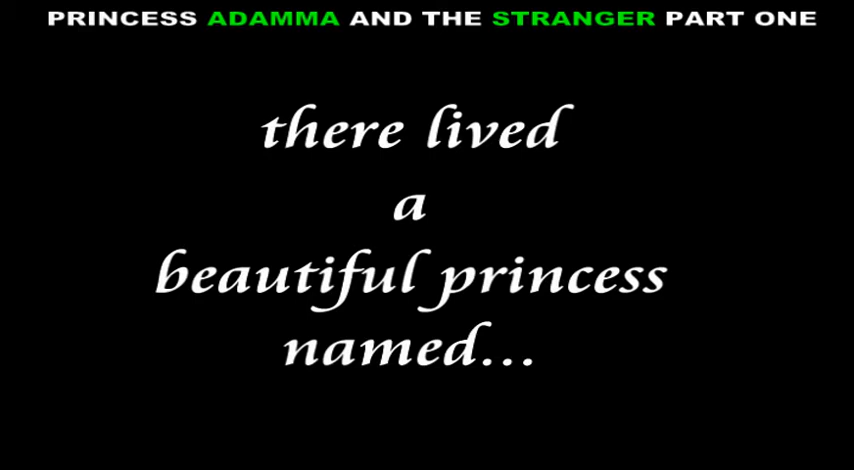 PRINCESS ADAMMA AND THE STRANGER PART ONE
there lived
a
beautiful princess
named...